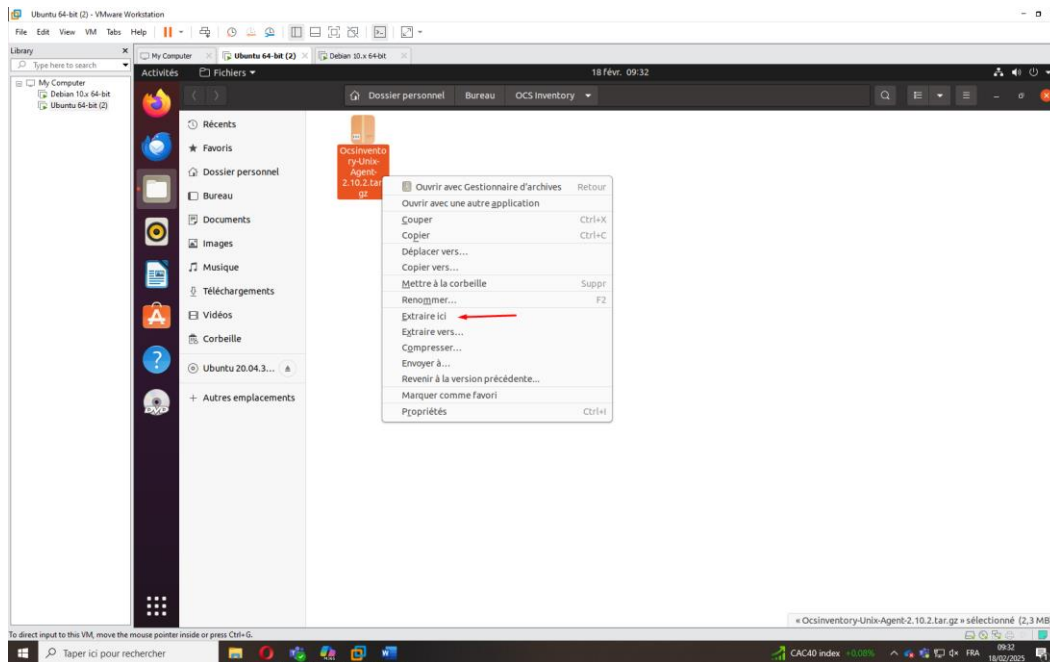 Ubuntu 64-bit (2) - VMware Workstation
File Edit View VM Tabs Help
Library
Type here to search
My Computer
Debian 10.x 64-bit
Ubuntu 64-bit (2)
My Computer Ubuntu 64-bit (2) Debian 10.x 64-bit
Activités Fichiers 18 févr. 09:32
Dossier personnel Bureau OCS Inventory
Récents
Favoris
Dossier personnel
Bureau
Documents
Images
Musique
Téléchargements
Vidéos
Corbeille
Ubuntu 20.04.3...
+ Autres emplacements
Ocsinvento
ry-Unix-
Agent-
2.10.2.tar.
gz
Ouvrir avec Gestionnaire d'archives Retour
Ouvrir avec une autre application
Couper Ctrl+X
Copier Ctrl+C
Déplacer vers...
Copier vers...
Mettre à la corbeille Suppr
Renommer... F2
Extraire ici
Extraire vers...
Compresser...
Envoyer à...
Revenir à la version précédente...
Marquer comme favori
Propriétés Ctrl+I
« Ocsinventory-Unix-Agent-2.10.2.tar.gz » sélectionné (2,3 MB
To direct input to this VM, move the mouse pointer inside or press Ctrl+G.
Taper ici pour rechercher
CAC40 index +0.08%
FRA
09:32
18/02/2025